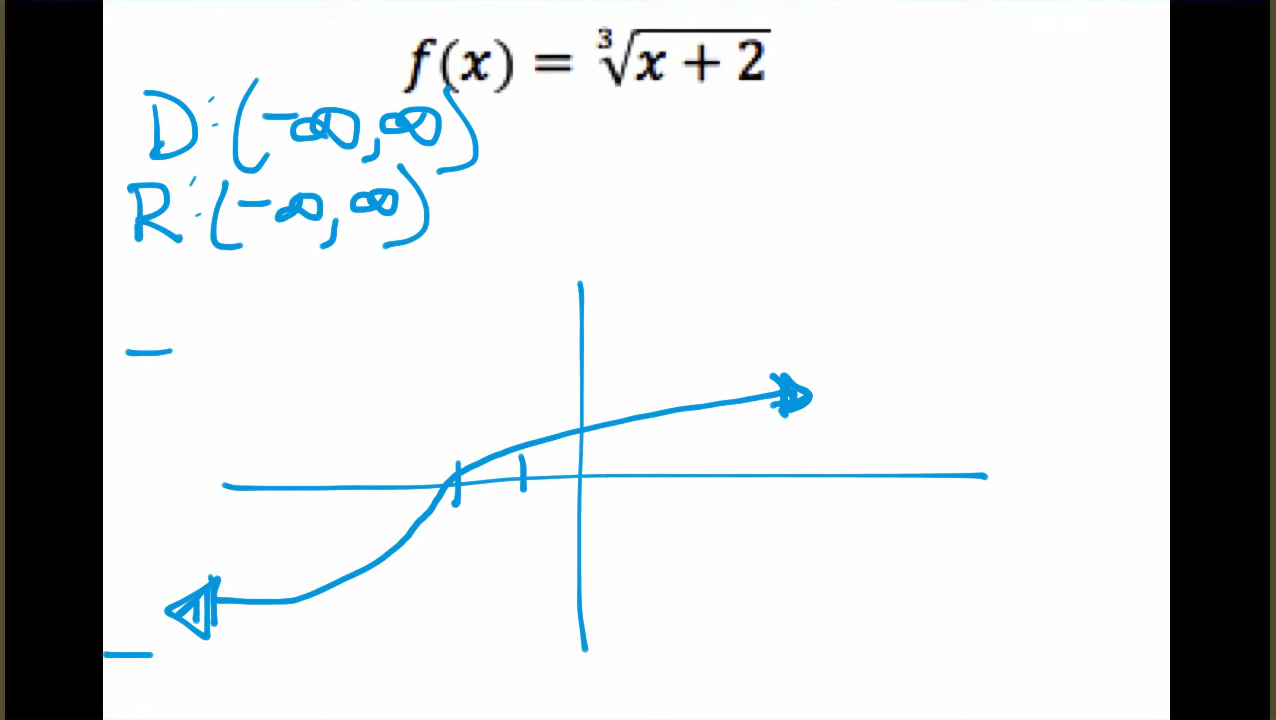 f(x) = ∛x + 2
D:(-∞,∞)
R:(-∞,∞)